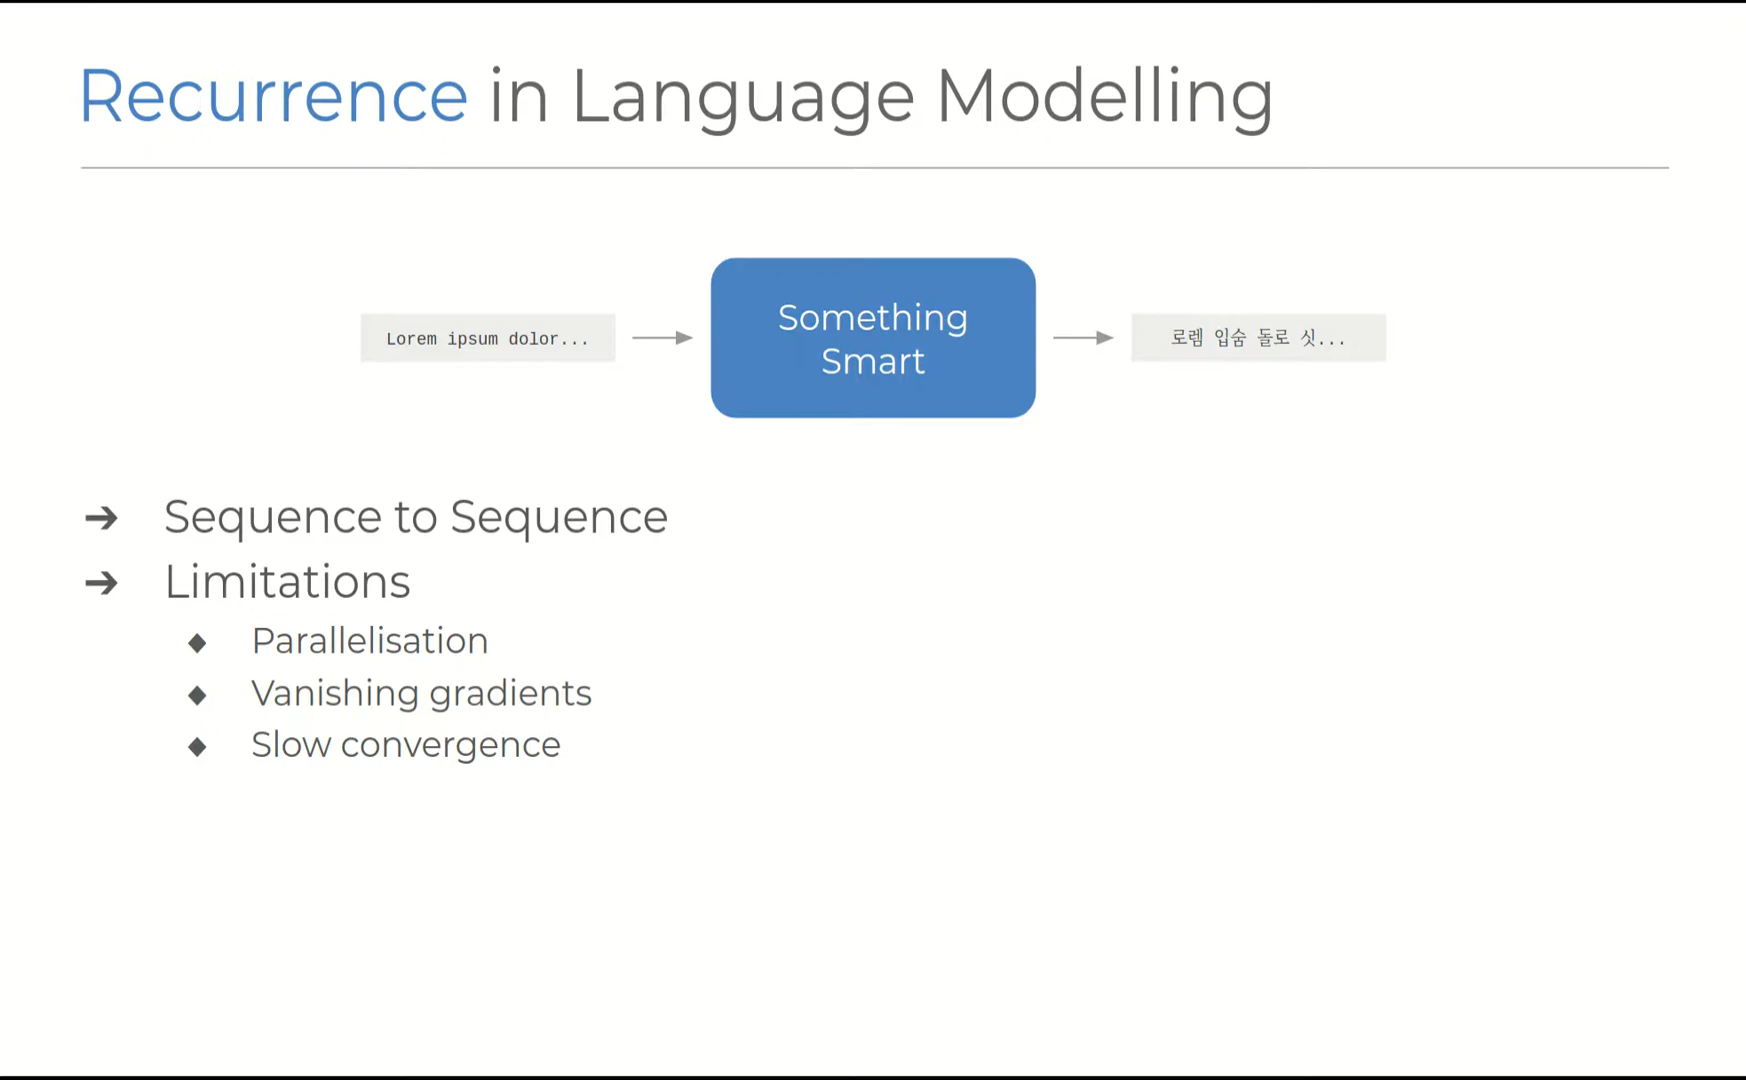 Recurrence in Language Modelling
Lorem ipsum dolor...
Something
Smart
로렘 입숨 돌로 싯...
➔ Sequence to Sequence
➔ Limitations
◆ Parallelisation
◆ Vanishing gradients
◆ Slow convergence